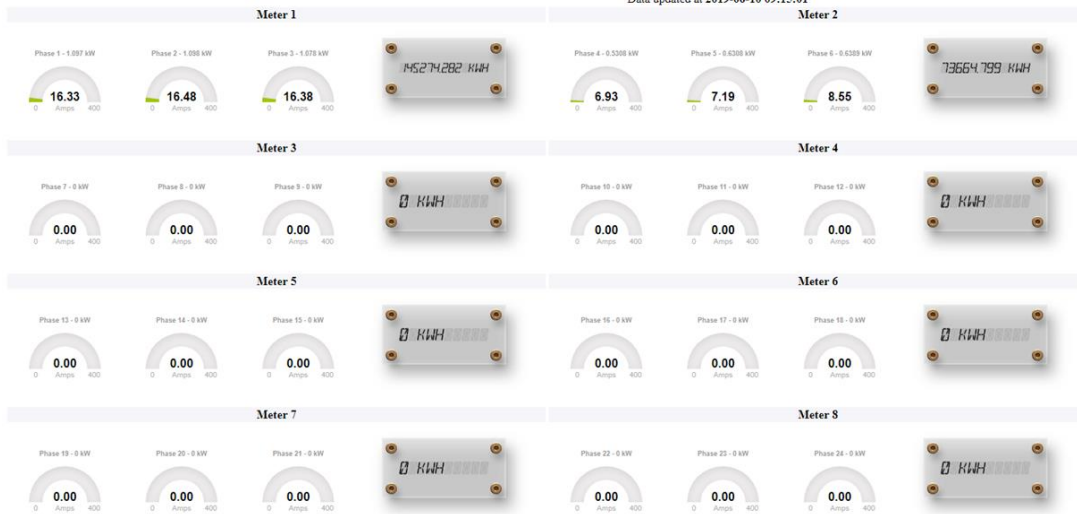 Data updated at 2019-06-10 09:15:01
Meter 1
Meter 2
Phase 1 - 1.097 kW
Phase 2 - 1.098 kW
Phase 3 - 1.078 kW
145274.282 KWH
Phase 4 - 0.5308 kW
Phase 5 - 0.6308 kW
Phase 6 - 0.6389 kW
73664.799 KWH
16.33
16.48
16.38
6.93
7.19
8.55
0 Amps 400
0 Amps 400
0 Amps 400
0 Amps 400
0 Amps 400
0 Amps 400
Meter 3
Meter 4
Phase 7 - 0 kW
Phase 8 - 0 kW
Phase 9 - 0 kW
0 KWH
Phase 10 - 0 kW
Phase 11 - 0 kW
Phase 12 - 0 kW
0 KWH
0.00
0.00
0.00
0.00
0.00
0.00
0 Amps 400
0 Amps 400
0 Amps 400
0 Amps 400
0 Amps 400
0 Amps 400
Meter 5
Meter 6
Phase 13 - 0 kW
Phase 14 - 0 kW
Phase 15 - 0 kW
0 KWH
Phase 16 - 0 kW
Phase 17 - 0 kW
Phase 18 - 0 kW
0 KWH
0.00
0.00
0.00
0.00
0.00
0.00
0 Amps 400
0 Amps 400
0 Amps 400
0 Amps 400
0 Amps 400
0 Amps 400
Meter 7
Meter 8
Phase 19 - 0 kW
Phase 20 - 0 kW
Phase 21 - 0 kW
0 KWH
Phase 22 - 0 kW
Phase 23 - 0 kW
Phase 24 - 0 kW
0 KWH
0.00
0.00
0.00
0.00
0.00
0.00
0 Amps 400
0 Amps 400
0 Amps 400
0 Amps 400
0 Amps 400
0 Amps 400